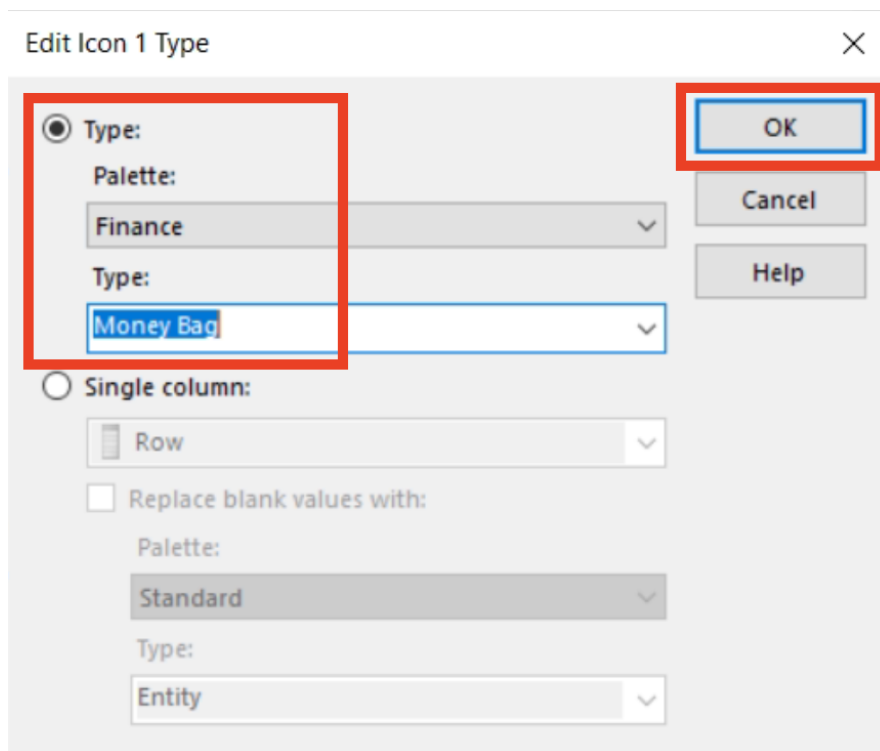 Edit Icon 1 Type
Type:
OK
Palette:
Finance
Cancel
Type:
Help
Money Bag
Single column:
Row
Replace blank values with:
Palette:
Standard
Type:
Entity